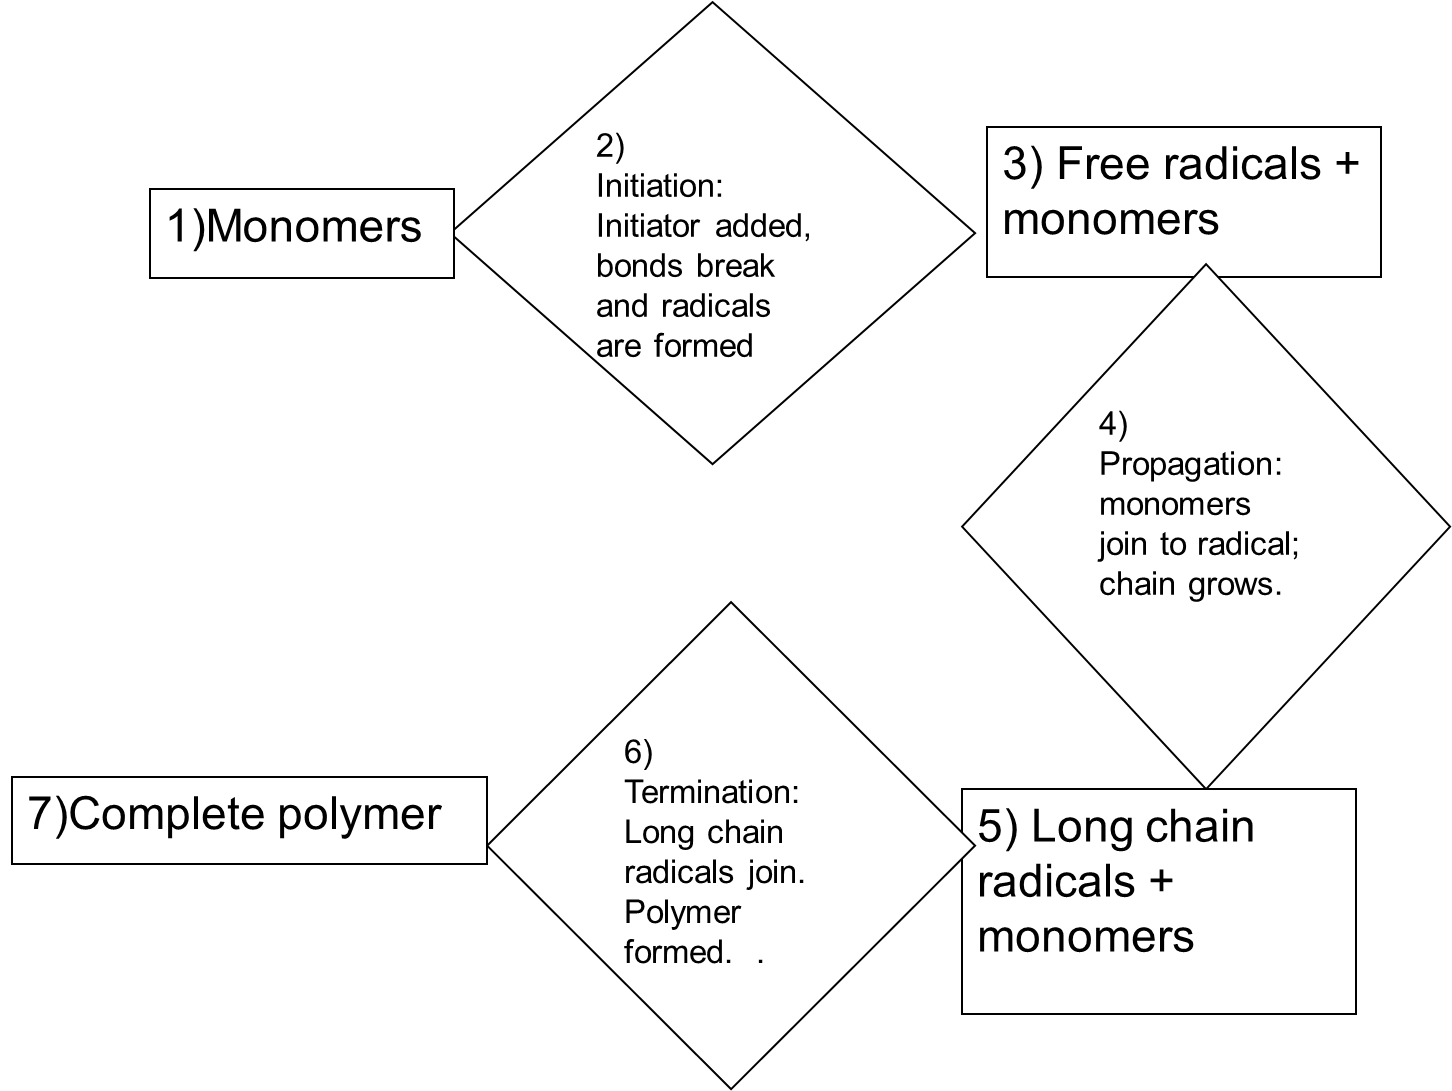 1)Monomers
2)
Initiation:
Initiator added,
bonds break
and radicals
are formed
3) Free radicals +
monomers
4)
Propagation:
monomers
join to radical;
chain grows.
5) Long chain
radicals +
monomers
6)
Termination:
Long chain
radicals join.
Polymer
formed. .
7)Complete polymer